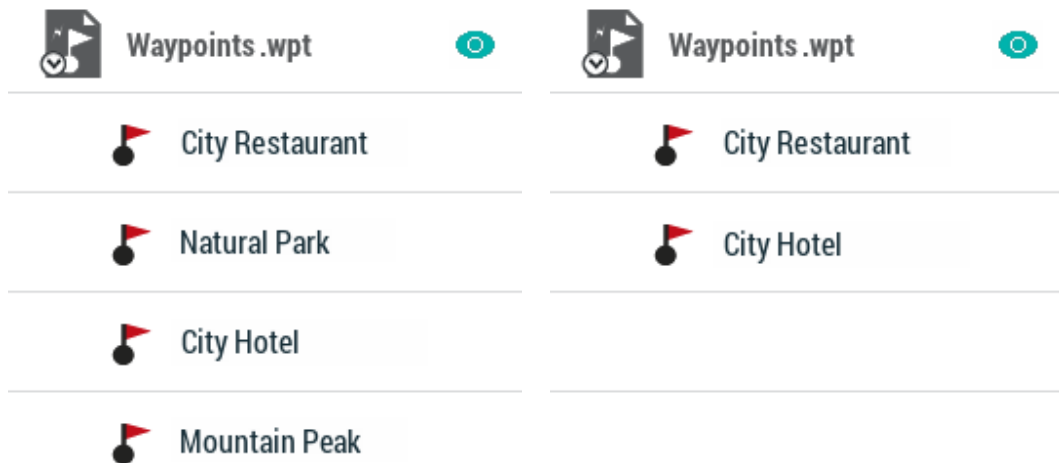 Waypoints.wpt
City Restaurant
Natural Park
City Hotel
Mountain Peak
Waypoints.wpt
City Restaurant
City Hotel